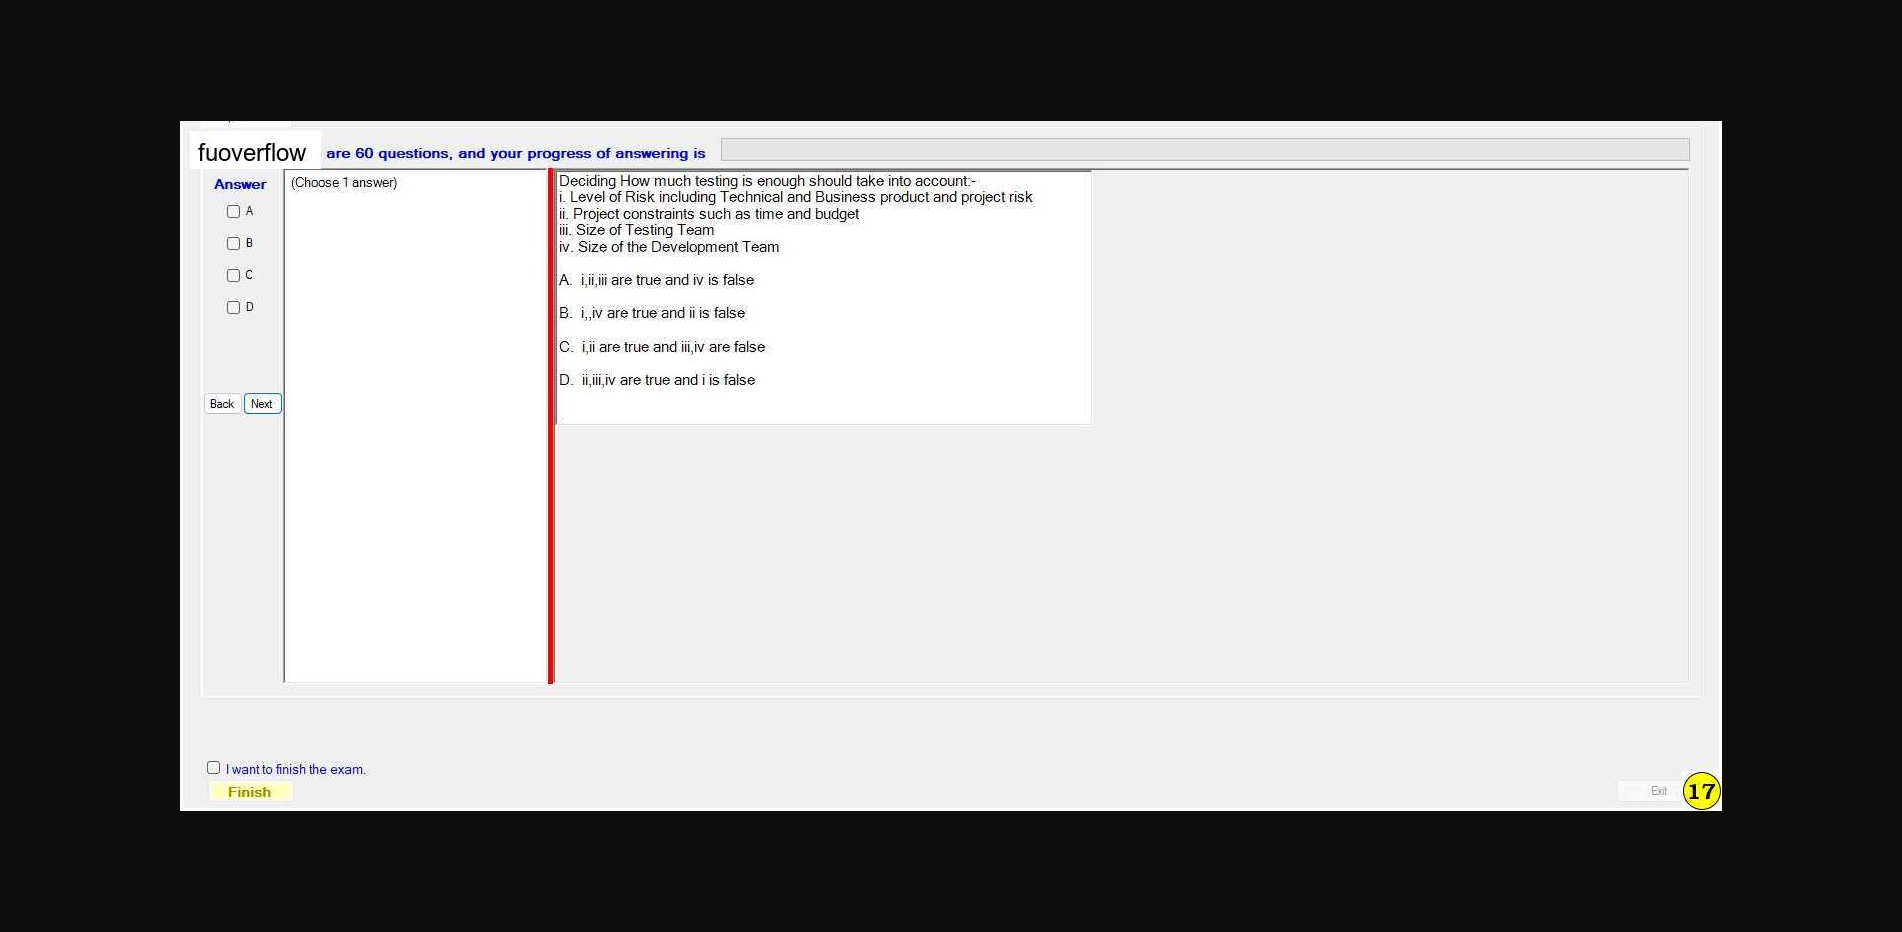 fuoverflow are 60 questions, and your progress of answering is
Answer
A
B
C
D
Back Next
(Choose 1 answer)
Deciding How much testing is enough should take into account:-
i. Level of Risk including Technical and Business product and project risk
ii. Project constraints such as time and budget
iii. Size of Testing Team
iv. Size of the Development Team
A. i,ii,iii are true and iv is false
B. i,,iv are true and ii is false
C. i,ii are true and iii,iv are false
D. ii,iii,iv are true and i is false
I want to finish the exam.
Finish
Exit
17